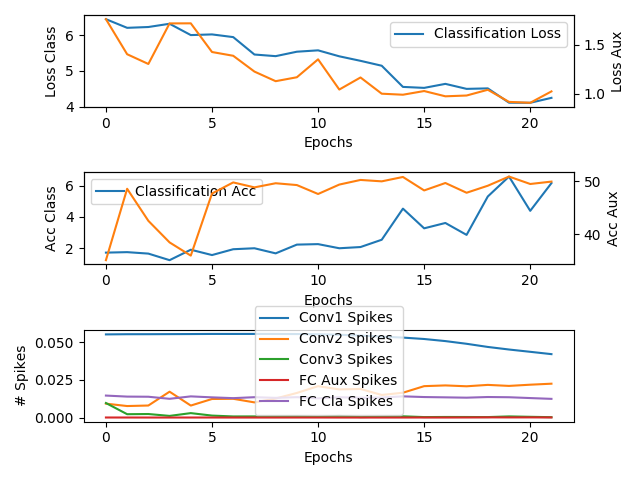 Classification Loss
Loss Class
Loss Aux
6
5
4
1.5
1.0
0 5 10 15 20
Epochs
Classification Acc
Acc Class
Acc Aux
6
4
2
50
40
0 5 10 15 20
Epochs
Conv1 Spikes
Conv2 Spikes
Conv3 Spikes
FC Aux Spikes
FC Cla Spikes
# Spikes
0.050
0.025
0.000
0 5 10 15 20
Epochs